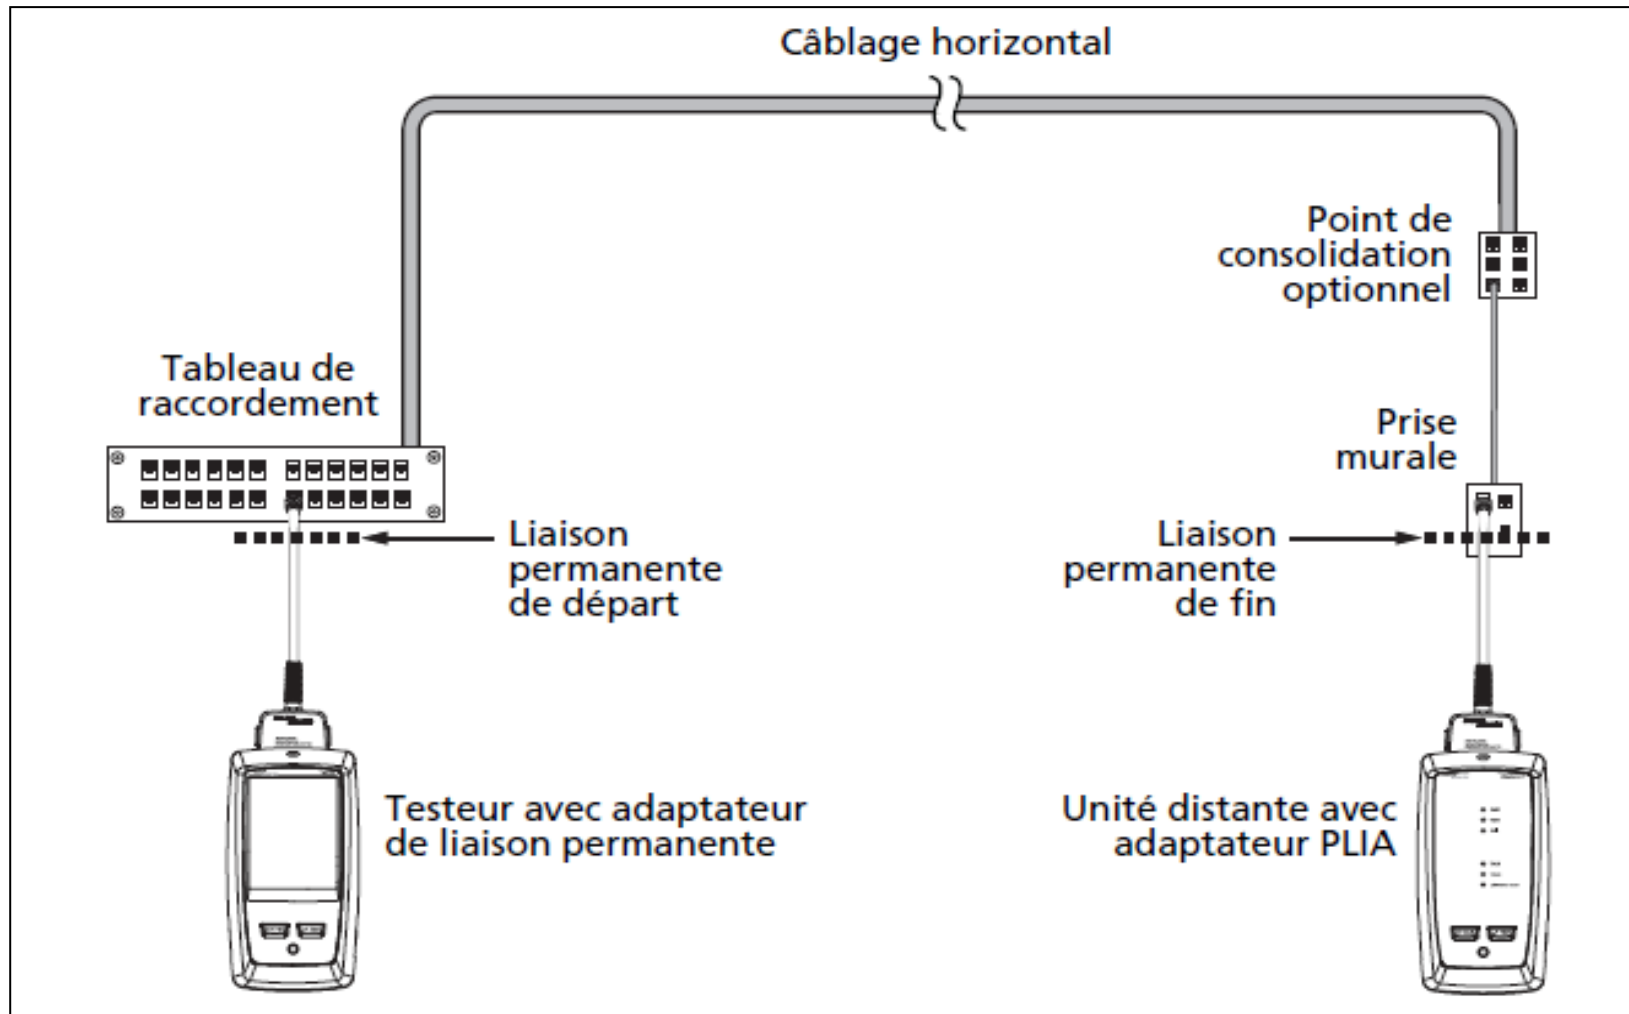 Câblage horizontal
Point de
consolidation
optionnel
Tableau de
raccordement
Prise
murale
Liaison
permanente
de départ
Liaison
permanente
de fin
Testeur avec adaptateur
de liaison permanente
Unité distante avec
adaptateur PLIA